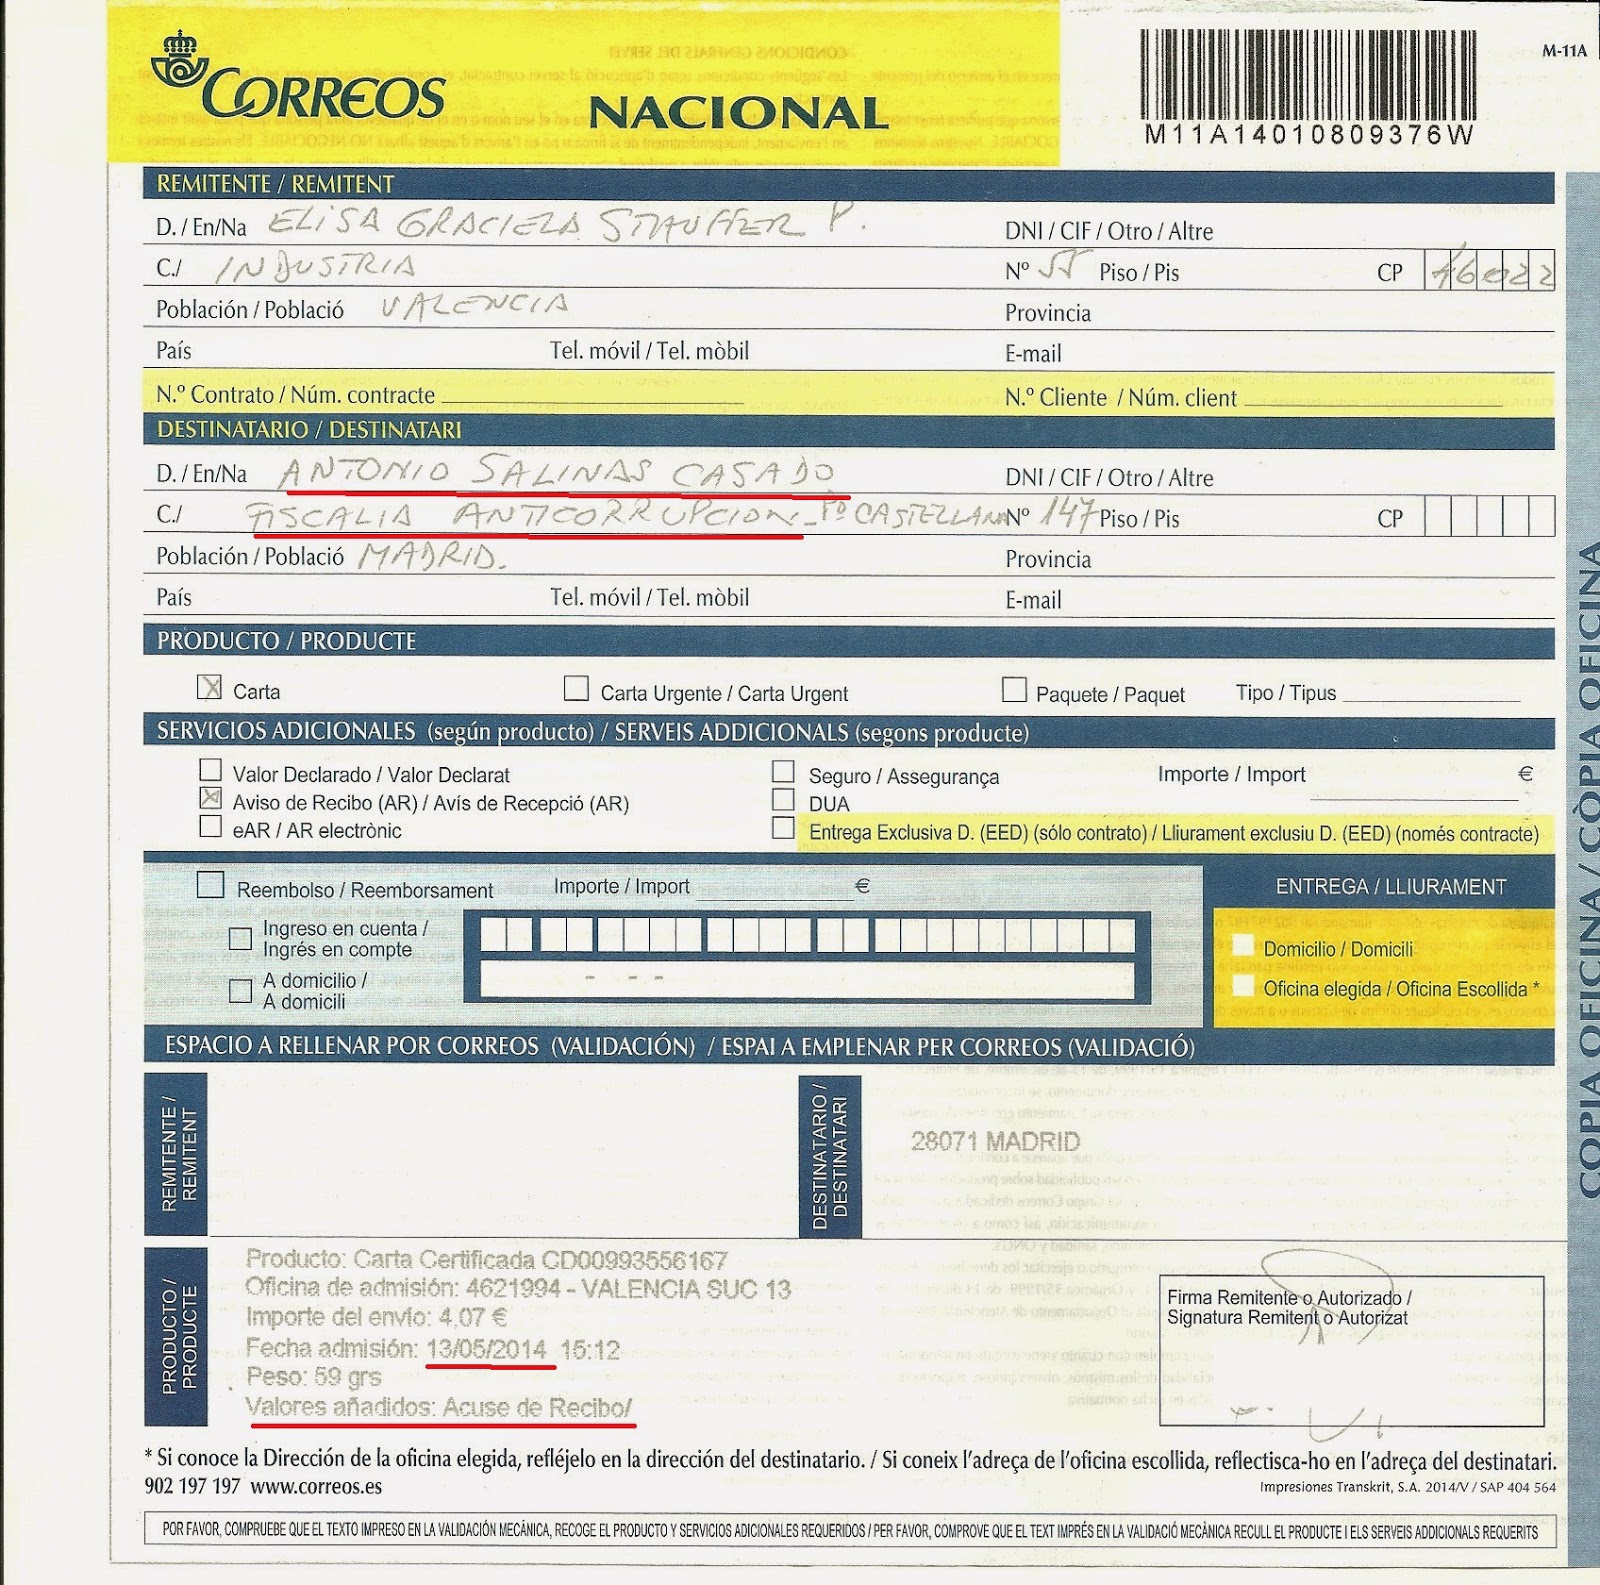 CORREOS
NACIONAL
M-11A
M11A14010809376W
REMITENTE / REMITENT
D. / En/Na ELISA GRACIELA STAUFFER P. DNI / CIF / Otro / Altre
C./ INDUSTRIA Nº 55 Piso / Pis CP 46022
Población / Població VALENCIA Provincia
País Tel. móvil / Tel. mòbil E-mail
N.º Contrato / Núm. contracte N.º Cliente / Núm. client
DESTINATARIO / DESTINATARI
D. / En/Na ANTONIO SALINAS CASADO DNI / CIF / Otro / Altre
C./ FISCALIA ANTICORRUPCION - Pº CASTELLANA Nº 147 Piso / Pis CP
Población / Població MADRID. Provincia
País Tel. móvil / Tel. mòbil E-mail
PRODUCTO / PRODUCTE
X Carta Carta Urgente / Carta Urgent Paquete / Paquet Tipo / Tipus
SERVICIOS ADICIONALES (según producto) / SERVEIS ADDICIONALS (segons producte)
Valor Declarado / Valor Declarat Seguro / Assegurança Importe / Import €
X Aviso de Recibo (AR) / Avís de Recepció (AR) DUA
eAR / AR electrònic Entrega Exclusiva D. (EED) (sólo contrato) / Lliurament exclusiu D. (EED) (només contracte)
Reembolso / Reemborsament Importe / Import €
Ingreso en cuenta /
Ingrés en compte
A domicilio /
A domicili
ENTREGA / LLIURAMENT
Domicilio / Domicili
Oficina elegida / Oficina Escollida *
ESPACIO A RELLENAR POR CORREOS (VALIDACIÓN) / ESPAI A EMPLENAR PER CORREOS (VALIDACIÓ)
REMITENTE /
REMITENT
DESTINATARIO /
DESTINATARI
28071 MADRID
PRODUCTO /
PRODUCTE
Producto: Carta Certificada CD00993556167
Oficina de admisión: 4621994 - VALENCIA SUC 13
Importe del envío: 4,07 €
Fecha admisión: 13/05/2014 15:12
Peso: 59 grs
Valores añadidos: Acuse de Recibo/
Firma Remitente o Autorizado /
Signatura Remitent o Autorizat
* Si conoce la Dirección de la oficina elegida, refléjelo en la dirección del destinatario. / Si coneix l'adreça de l'oficina escollida, reflectisca-ho en l'adreça del destinatari.
902 197 197 www.correos.es
Impresiones Transkrit, S.A. 2014/V / SAP 404 564
POR FAVOR, COMPRUEBE QUE EL TEXTO IMPRESO EN LA VALIDACIÓN MECÁNICA, RECOGE EL PRODUCTO Y SERVICIOS ADICIONALES REQUERIDOS / PER FAVOR, COMPROVE QUE EL TEXT IMPRÉS EN LA VALIDACIÓ MECÀNICA RECULL EL PRODUCTE I ELS SERVEIS ADDICIONALS REQUERITS
COPIA OFICINA / CÒPIA OFICINA